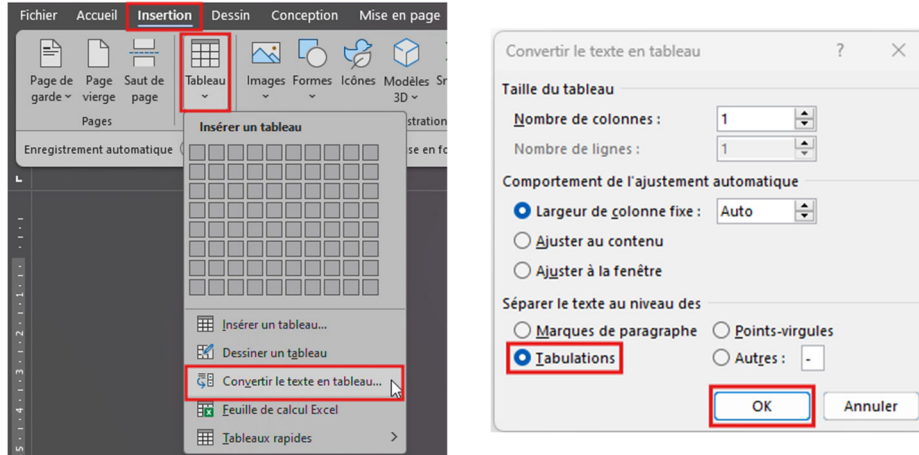 Fichier Accueil Insertion Dessin Conception Mise en page
Page de garde
Page vierge
Saut de page
Tableau
Images
Formes
Icônes
Modèles 3D
Pages
Enregistrement automatique
Insérer un tableau
Insérer un tableau...
Dessiner un tableau
Convertir le texte en tableau...
Feuille de calcul Excel
Tableaux rapides
Convertir le texte en tableau ?
Taille du tableau
Nombre de colonnes : 1
Nombre de lignes : 1
Comportement de l'ajustement automatique
Largeur de colonne fixe : Auto
Ajuster au contenu
Ajuster à la fenêtre
Séparer le texte au niveau des
Marques de paragraphe Points-virgules
Tabulations Autres : -
OK Annuler